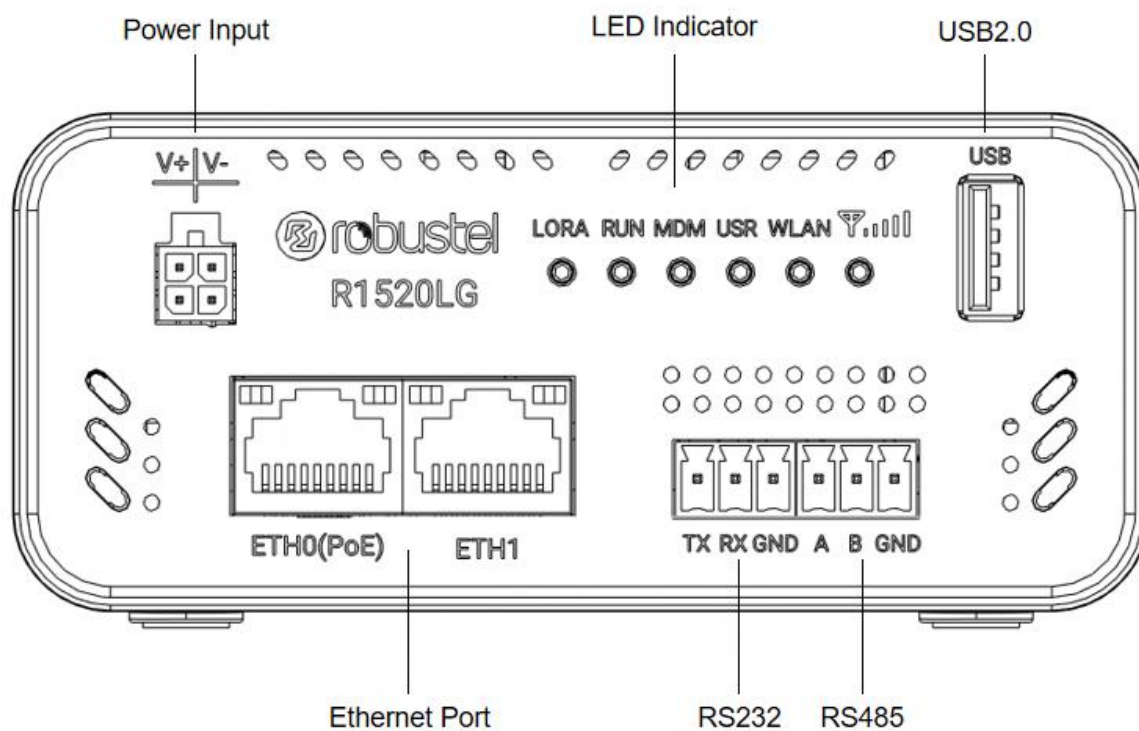 Power Input LED Indicator USB2.0
V+ V- USB
robustel LORA RUN MDM USR WLAN
R1520LG
ETH0(PoE) ETH1 TX RX GND A B GND
Ethernet Port RS232 RS485